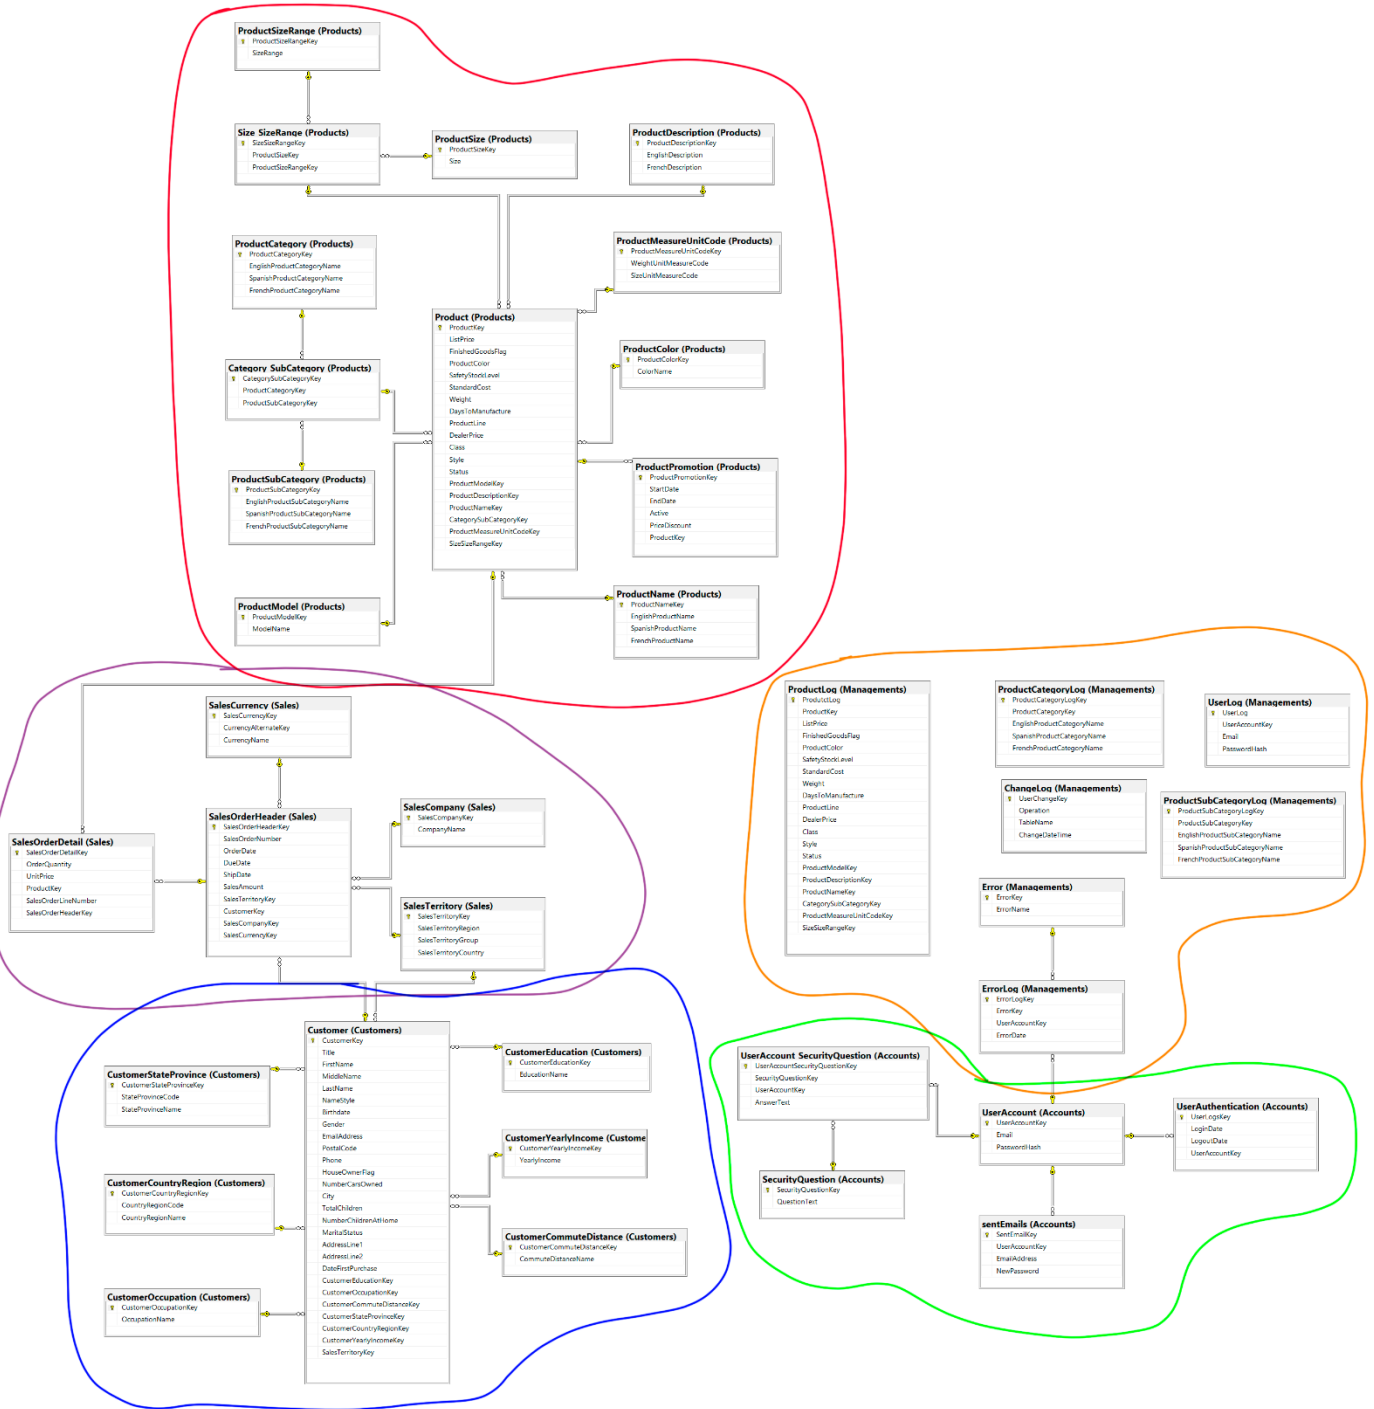 ProductSizeRange (Products)
ProductSizeRangeKey
SizeRange
Size_SizeRange (Products)
SizeSizeRangeKey
ProductSizeKey
ProductSizeRangeKey
ProductSize (Products)
ProductSizeKey
Size
ProductDescription (Products)
ProductDescriptionKey
EnglishDescription
FrenchDescription
ProductCategory (Products)
ProductCategoryKey
EnglishProductCategoryName
SpanishProductCategoryName
FrenchProductCategoryName
ProductMeasureUnitCode (Products)
ProductMeasureUnitCodeKey
WeightUnitMeasureCode
SizeUnitMeasureCode
Product (Products)
ProductKey
ListPrice
FinishedGoodsFlag
ProductColor
SafetyStockLevel
StandardCost
Weight
DaysToManufacture
ProductLine
DealerPrice
Class
Style
Status
ProductModelKey
ProductDescriptionKey
ProductNameKey
CategorySubCategoryKey
ProductMeasureUnitCodeKey
SizeSizeRangeKey
ProductColor (Products)
ProductColorKey
ColorName
Category_SubCategory (Products)
CategorySubCategoryKey
ProductCategoryKey
ProductSubCategoryKey
ProductPromotion (Products)
ProductPromotionKey
StartDate
EndDate
Active
PriceDiscount
ProductKey
ProductSubCategory (Products)
ProductSubCategoryKey
EnglishProductSubCategoryName
SpanishProductSubCategoryName
FrenchProductSubCategoryName
ProductModel (Products)
ProductModelKey
ModelName
ProductName (Products)
ProductNameKey
EnglishProductName
SpanishProductName
FrenchProductName
SalesCurrency (Sales)
SalesCurrencyKey
CurrencyAlternateKey
CurrencyName
SalesOrderHeader (Sales)
SalesOrderHeaderKey
SalesOrderNumber
OrderDate
DueDate
ShipDate
SalesAmount
SalesTerritoryKey
CustomerKey
SalesCompanyKey
SalesCurrencyKey
SalesCompany (Sales)
SalesCompanyKey
CompanyName
SalesOrderDetail (Sales)
SalesOrderDetailKey
OrderQuantity
UnitPrice
ProductKey
SalesOrderLineNumber
SalesOrderHeaderKey
SalesTerritory (Sales)
SalesTerritoryKey
SalesTerritoryRegion
SalesTerritoryGroup
SalesTerritoryCountry
ProductLog (Managements)
ProdutctLog
ProductKey
ListPrice
FinishedGoodsFlag
ProductColor
SafetyStockLevel
StandardCost
Weight
DaysToManufacture
ProductLine
DealerPrice
Class
Style
Status
ProductModelKey
ProductDescriptionKey
ProductNameKey
CategorySubCategoryKey
ProductMeasureUnitCodeKey
SizeSizeRangeKey
ProductCategoryLog (Managements)
ProductCategoryLogKey
ProductCategoryKey
EnglishProductCategoryName
SpanishProductCategoryName
FrenchProductCategoryName
UserLog (Managements)
UserLog
UserAccountKey
Email
PasswordHash
ChangeLog (Managements)
UserChangeKey
Operation
TableName
ChangeDateTime
ProductSubCategoryLog (Managements)
ProductSubCategoryLogKey
ProductSubCategoryKey
EnglishProductSubCategoryName
SpanishProductSubCategoryName
FrenchProductSubCategoryName
Error (Managements)
ErrorKey
ErrorName
ErrorLog (Managements)
ErrorLogKey
ErrorKey
UserAccountKey
ErrorDate
Customer (Customers)
CustomerKey
Title
FirstName
MiddleName
LastName
NameStyle
Birthdate
Gender
EmailAddress
PostalCode
Phone
HouseOwnerFlag
NumberCarsOwned
City
TotalChildren
NumberChildrenAtHome
MaritalStatus
AddressLine1
AddressLine2
DateFirstPurchase
CustomerEducationKey
CustomerOccupationKey
CustomerCommuteDistanceKey
CustomerStateProvinceKey
CustomerCountryRegionKey
CustomerYearlyIncomeKey
SalesTerritoryKey
CustomerEducation (Customers)
CustomerEducationKey
EducationName
CustomerStateProvince (Customers)
CustomerStateProvinceKey
StateProvinceCode
StateProvinceName
CustomerYearlyIncome (Custome
CustomerYearlyIncomeKey
YearlyIncome
CustomerCountryRegion (Customers)
CustomerCountryRegionKey
CountryRegionCode
CountryRegionName
CustomerCommuteDistance (Customers)
CustomerCommuteDistanceKey
CommuteDistanceName
CustomerOccupation (Customers)
CustomerOccupationKey
OccupationName
UserAccount_SecurityQuestion (Accounts)
UserAccountSecurityQuestionKey
SecurityQuestionKey
UserAccountKey
AnswerText
UserAccount (Accounts)
UserAccountKey
Email
PasswordHash
UserAuthentication (Accounts)
UserLogsKey
LoginDate
LogoutDate
UserAccountKey
SecurityQuestion (Accounts)
SecurityQuestionKey
QuestionText
sentEmails (Accounts)
SentEmailKey
UserAccountKey
EmailAddress
NewPassword